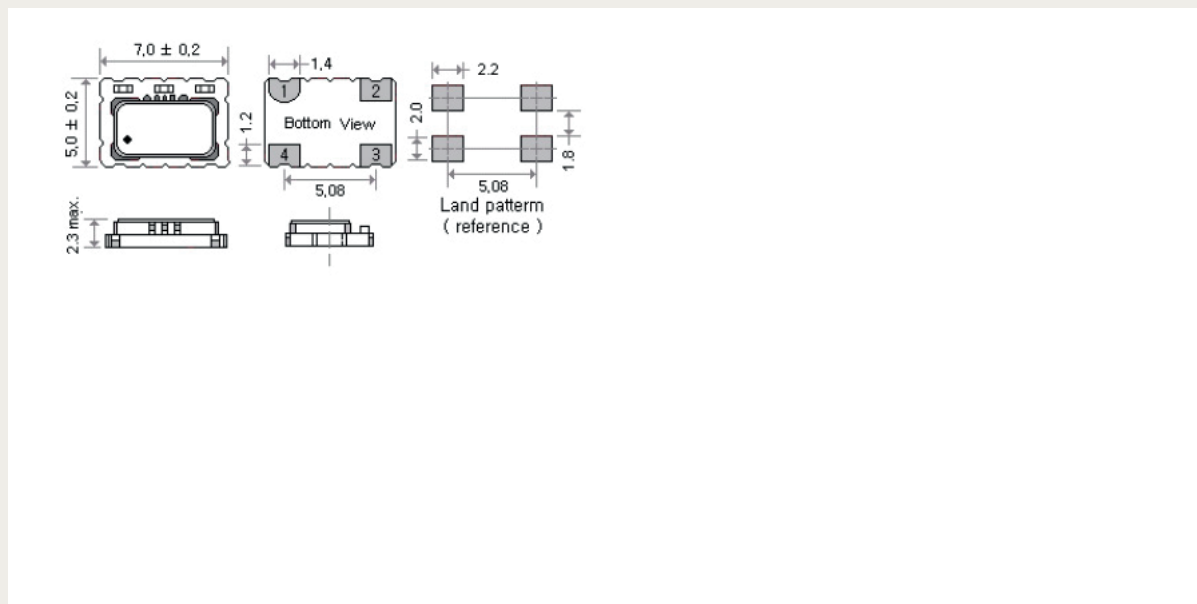 7,0 ± 0,2
5,0 ± 0,2
1,4
1
2
Bottom View
1.2
4
3
5,08
2.2
2.0
1.8
5,08
Land patterm
( reference )
2.3 max.